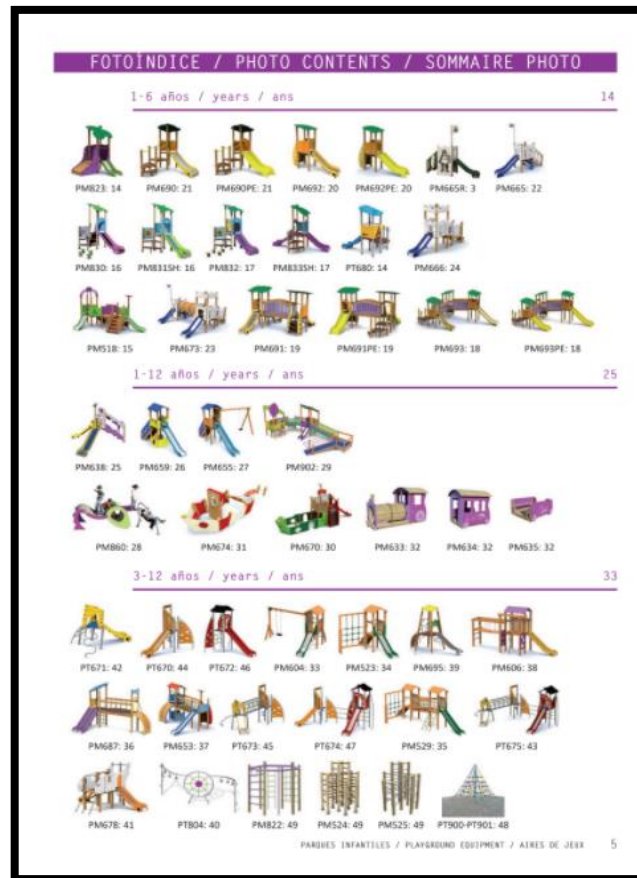 FOTOÍNDICE / PHOTO CONTENTS / SOMMAIRE PHOTO
1-6 años / years / ans 14
PM823: 14 PM690: 21 PM690PE: 21 PM692: 20 PM692PE: 20 PM665R: 3 PM665: 22
PM830: 16 PM831SH: 16 PM832: 17 PM833SH: 17 PT680: 14 PM666: 24
PM518: 15 PM673: 23 PM691: 19 PM691PE: 19 PM693: 18 PM693PE: 18
1-12 años / years / ans 25
PM638: 25 PM659: 26 PM655: 27 PM902: 29
PM860: 28 PM674: 31 PM670: 30 PM633: 32 PM634: 32 PM635: 32
3-12 años / years / ans 33
PT671: 42 PT670: 44 PT672: 46 PM604: 33 PM523: 34 PM695: 39 PM606: 38
PM687: 36 PM653: 37 PT673: 45 PT674: 47 PM529: 35 PT675: 43
PM678: 41 PT804: 40 PM822: 49 PM524: 49 PM525: 49 PT900-PT901: 48
PARQUES INFANTILES / PLAYGROUND EQUIPMENT / AIRES DE JEUX 5